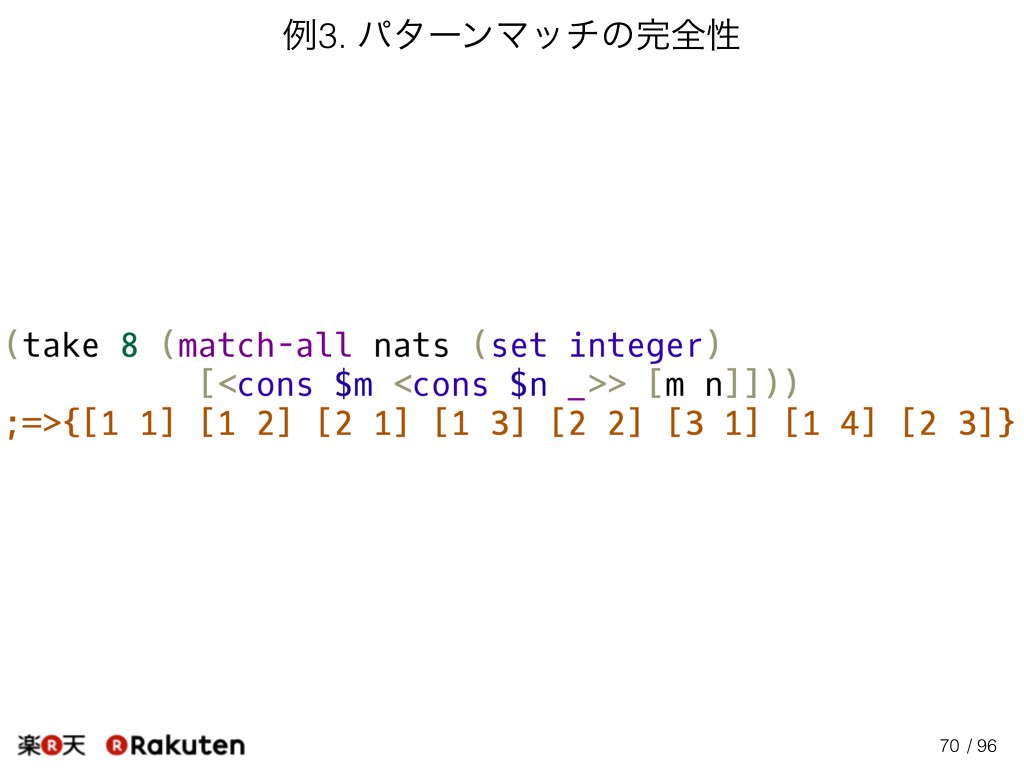 例3. パターンマッチの完全性
(take 8 (match-all nats (set integer)
[<cons $m <cons $n _>> [m n]]))
;=>{[1 1] [1 2] [2 1] [1 3] [2 2] [3 1] [1 4] [2 3]}
楽R天 R Rakuten
70 / 96